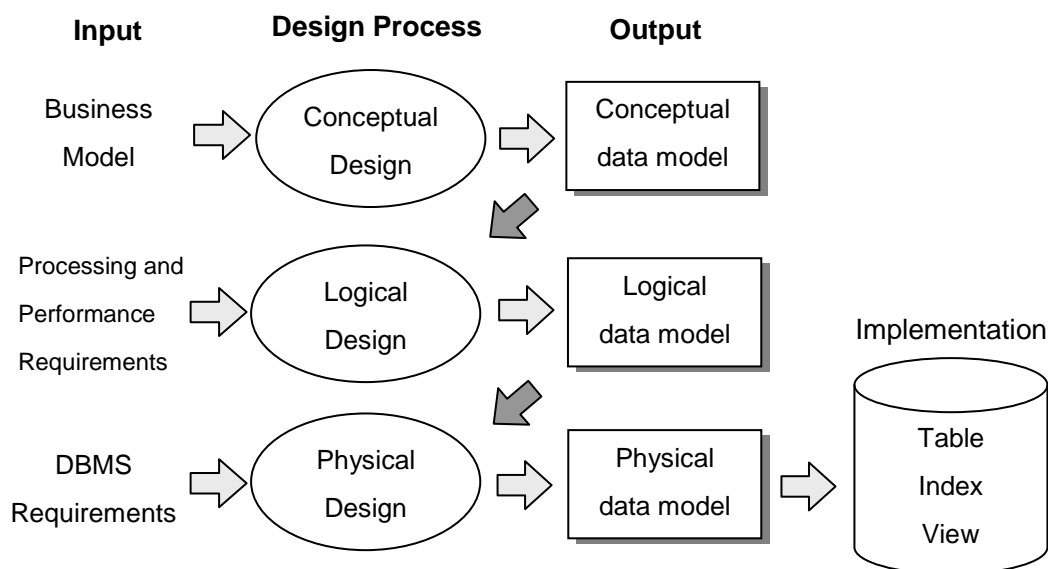 Input
Design Process
Output
Business
Model
Conceptual
Design
Conceptual
data model
Processing and
Performance
Requirements
Logical
Design
Logical
data model
Implementation
DBMS
Requirements
Physical
Design
Physical
data model
Table
Index
View